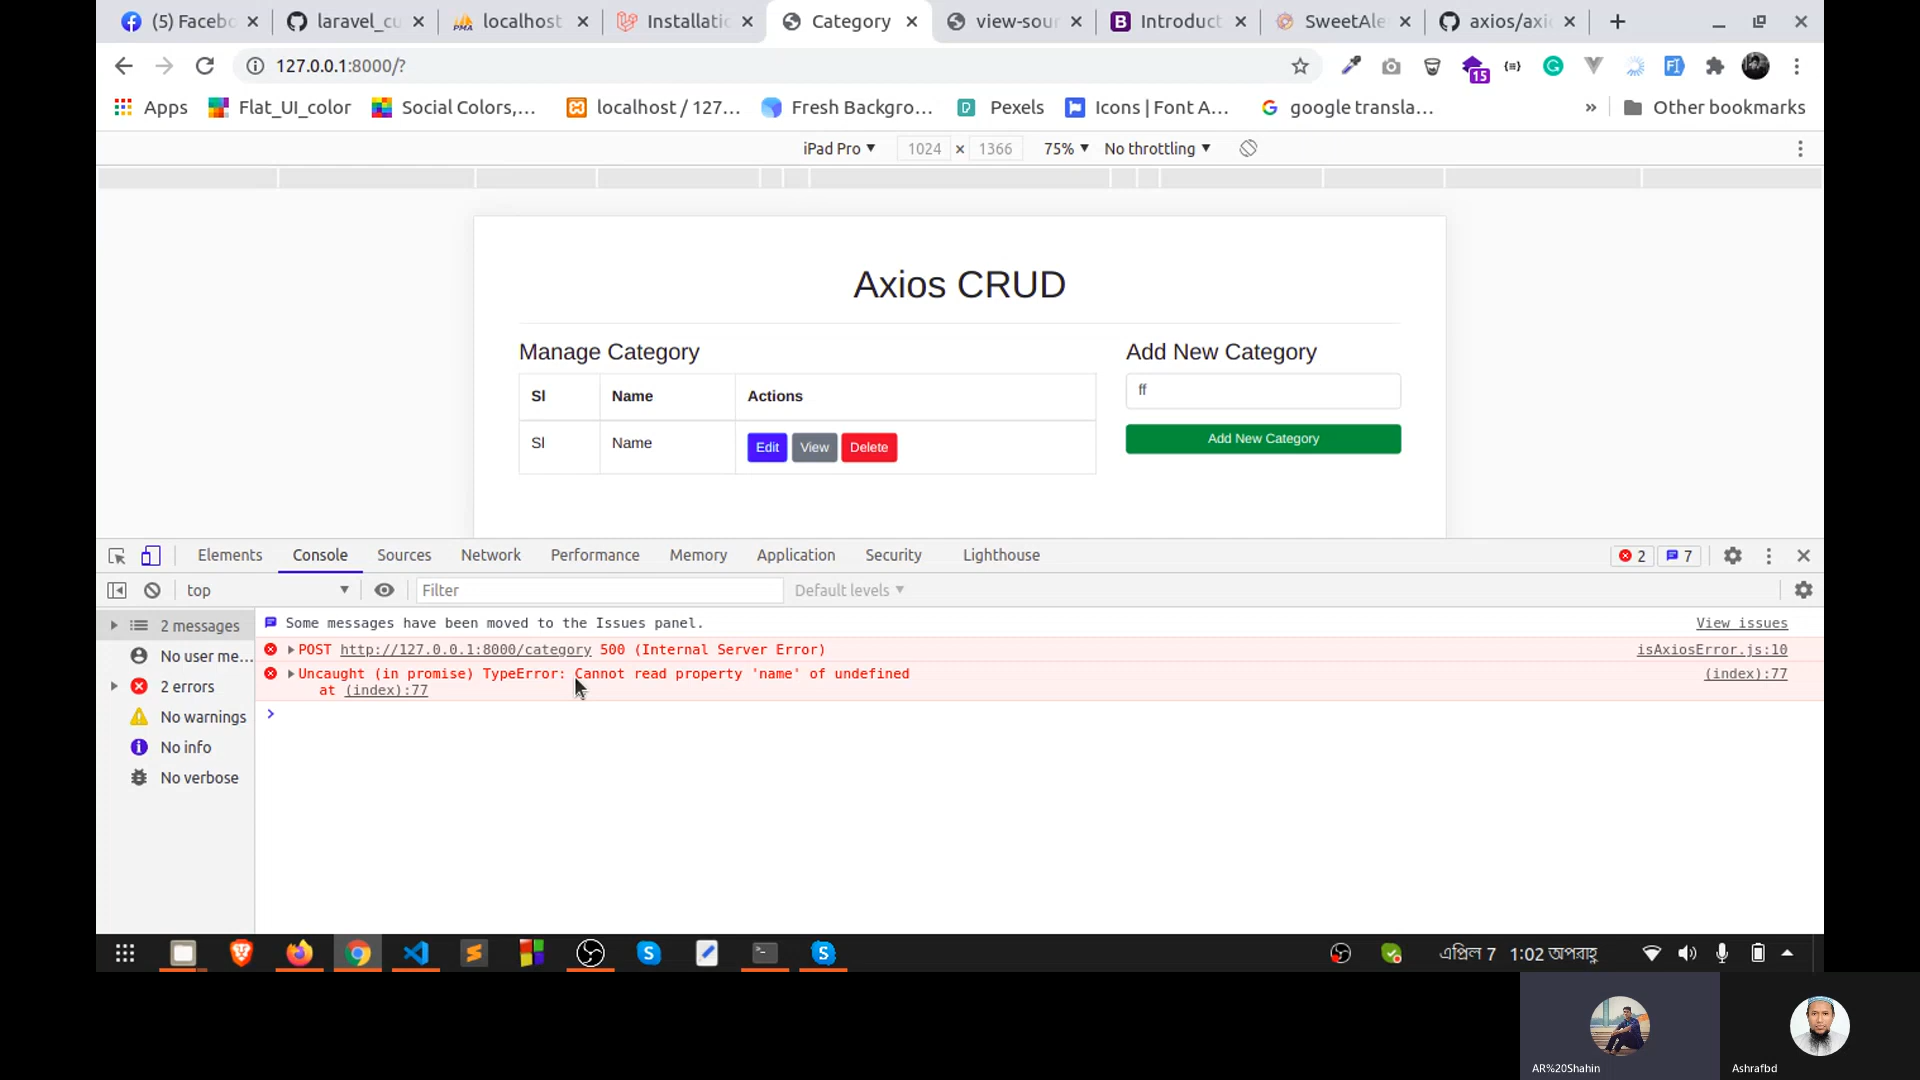 (5) Facebo
laravel_cu
localhost
Installatio
Category
view-sour
Introduct
SweetAle
axios/axio
127.0.0.1:8000/?
15
Apps
Flat_UI_color
Social Colors,...
localhost / 127...
Fresh Backgro...
Pexels
Icons | Font A...
google transla...
»
Other bookmarks
iPad Pro ▼ 1024 × 1366 75% ▼ No throttling ▼
Axios CRUD
Manage Category
Add New Category
Sl Name Actions
ff
Sl Name Edit View Delete
Add New Category
Elements Console Sources Network Performance Memory Application Security Lighthouse 2 7
top ▼ Filter Default levels ▼
2 messages
No user me...
2 errors
No warnings
No info
No verbose
Some messages have been moved to the Issues panel. View issues
POST http://127.0.0.1:8000/category 500 (Internal Server Error) isAxiosError.js:10
Uncaught (in promise) TypeError: Cannot read property 'name' of undefined (index):77
at (index):77
এপ্রিল 7 1:02 অপরাহ্ণ
AR%20Shahin
Ashrafbd